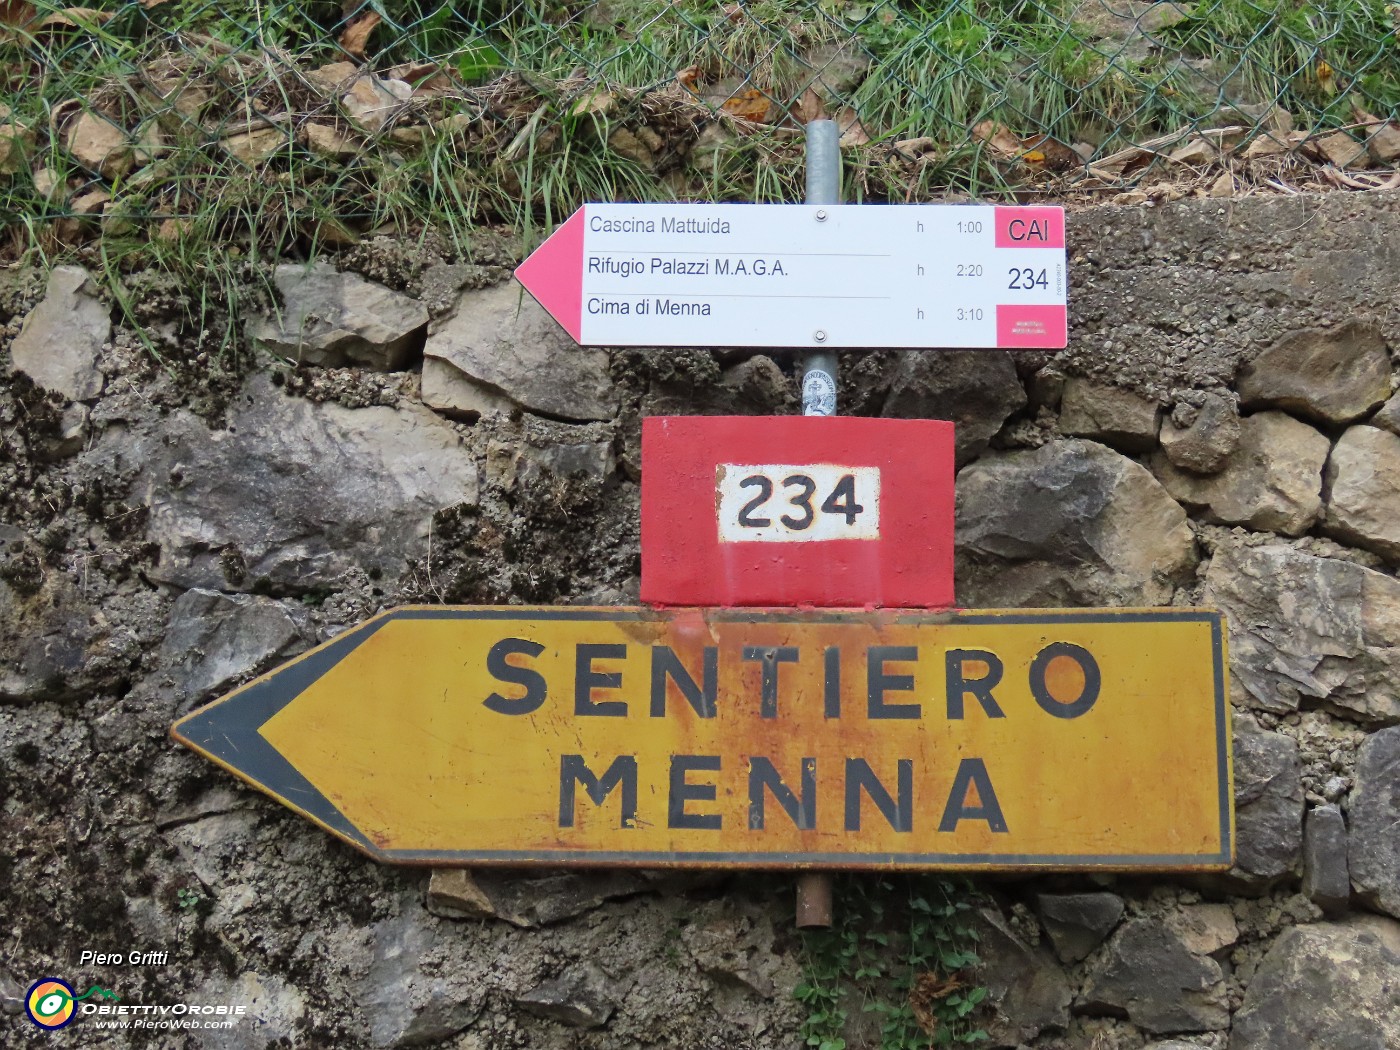 Cascina Mattuida h 1:00 CAI
Rifugio Palazzi M.A.G.A. h 2:20 234
Cima di Menna h 3:10
234
SENTIERO
MENNA
Piero Gritti
OBIETTIVOROBIE
www.PieroWeb.com